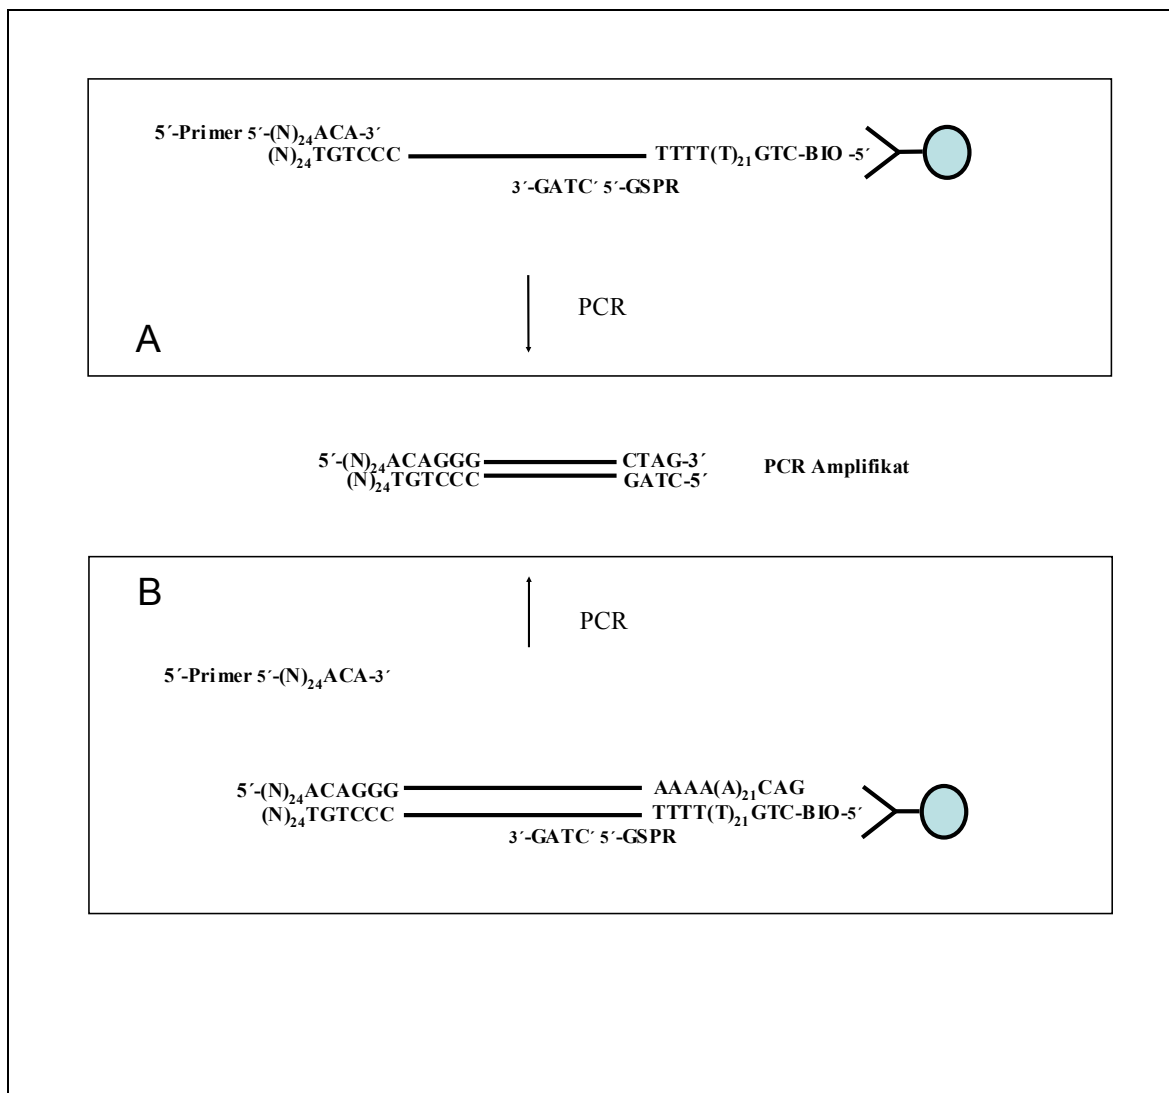 5´-Primer 5´-(N)24ACA-3´
(N)24TGTCCC TTTT(T)21GTC-BIO -5´
3´-GATC´ 5´-GSPR
PCR
A
5´-(N)24ACAGGG CTAG-3´
(N)24TGTCCC GATC-5´
PCR Amplifikat
B
PCR
5´-Primer 5´-(N)24ACA-3´
5´-(N)24ACAGGG AAAA(A)21CAG
(N)24TGTCCC TTTT(T)21GTC-BIO-5´
3´-GATC´ 5´-GSPR